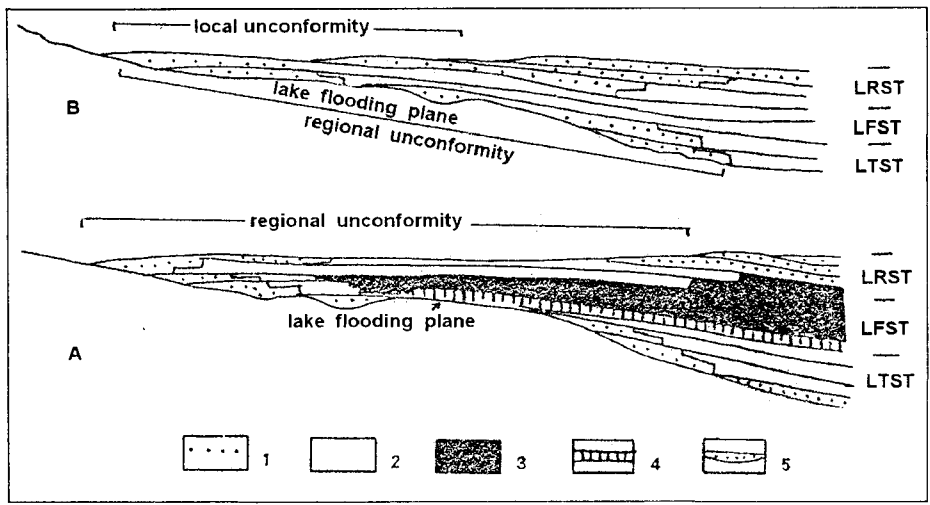 local unconformity
B
lake flooding plane
regional unconformity
LRST
LFST
LTST
regional unconformity
A
lake flooding plane
LRST
LFST
LTST
1 2 3 4 5